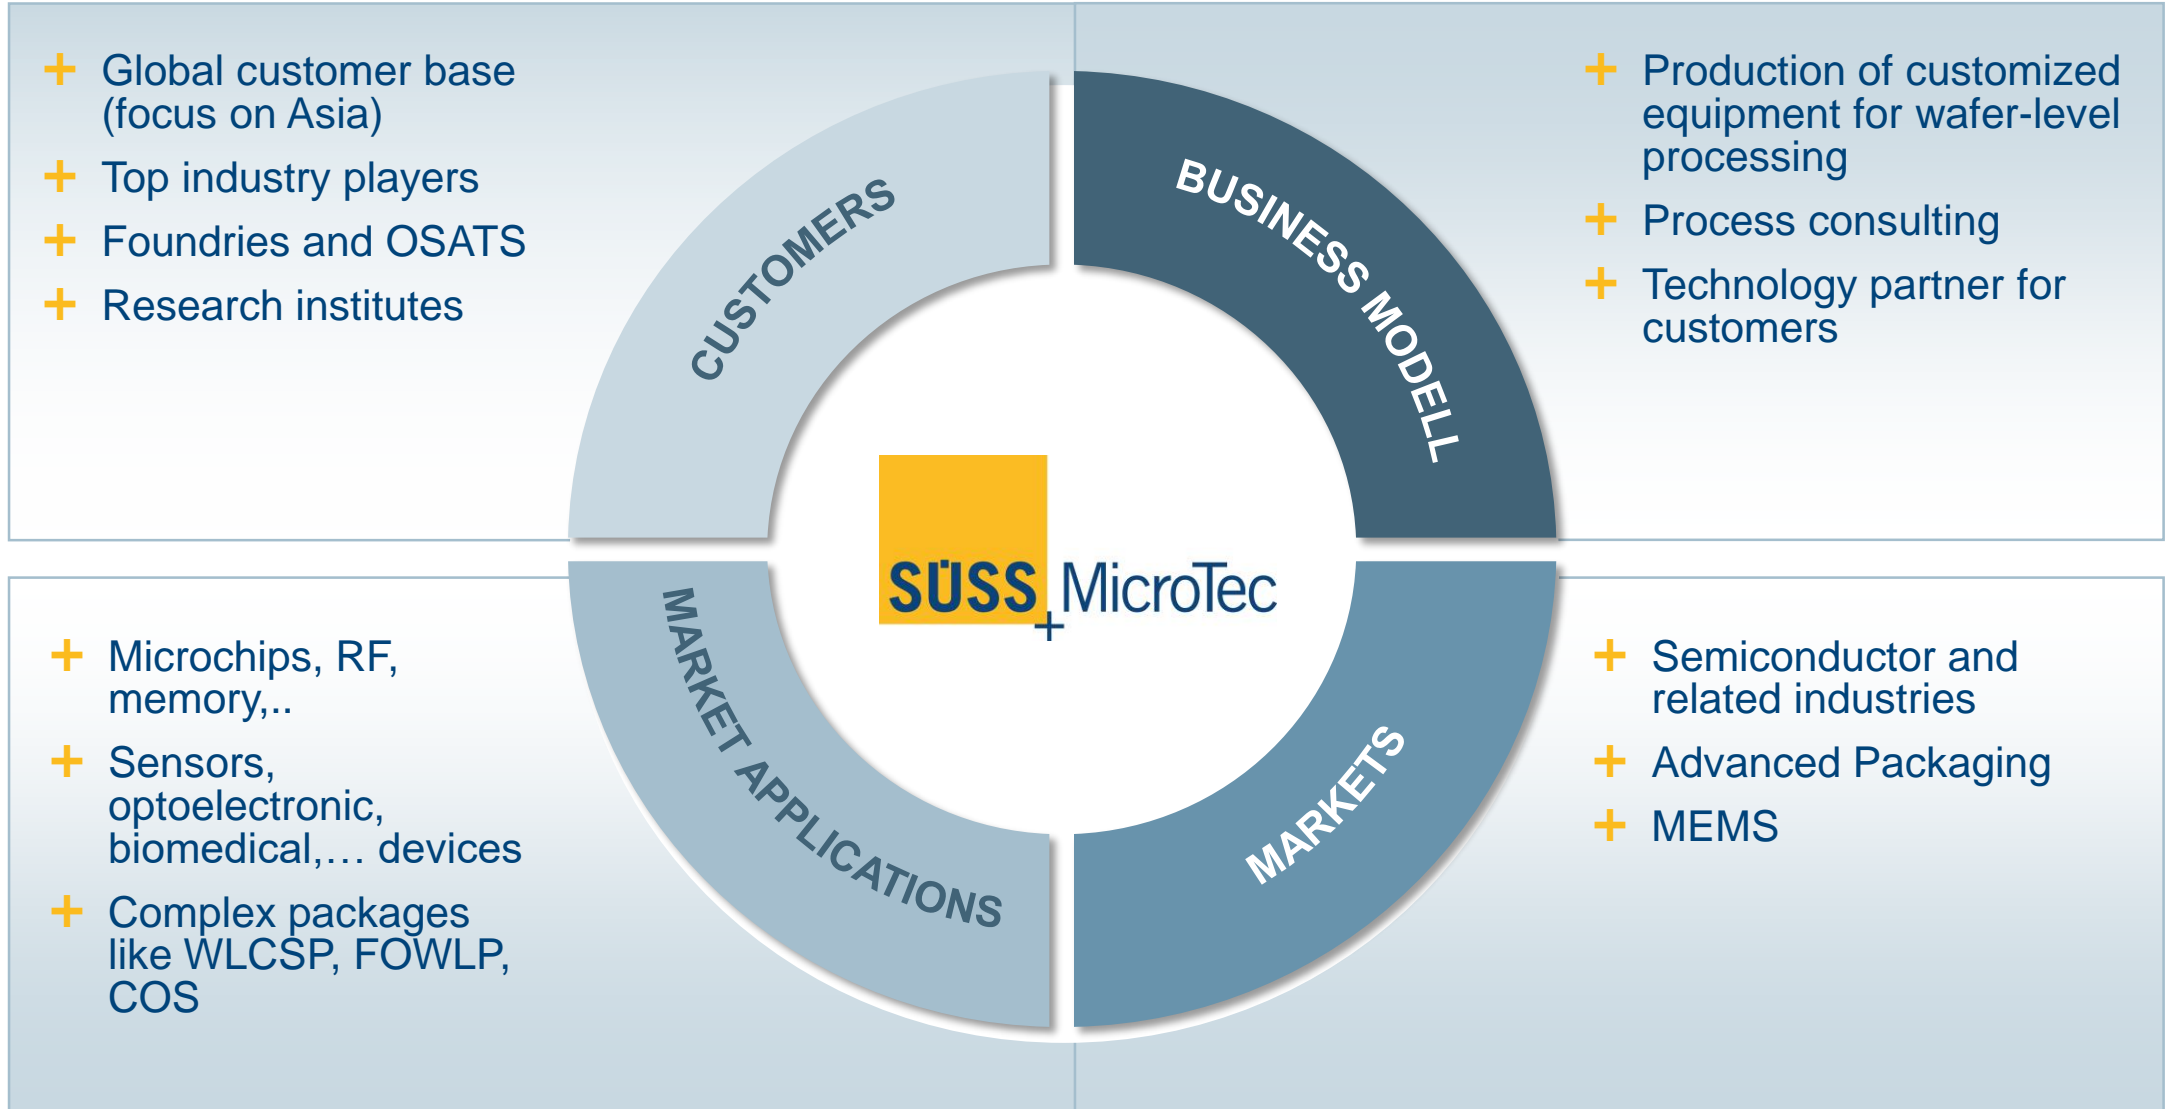 + Global customer base
(focus on Asia)
+ Top industry players
+ Foundries and OSATS
+ Research institutes
CUSTOMERS
BUSINESS MODELL
+ Production of customized
equipment for wafer-level
processing
+ Process consulting
+ Technology partner for
customers
SÜSS + MicroTec
+ Microchips, RF,
memory,..
+ Sensors,
optoelectronic,
biomedical,… devices
+ Complex packages
like WLCSP, FOWLP,
COS
MARKET APPLICATIONS
MARKETS
+ Semiconductor and
related industries
+ Advanced Packaging
+ MEMS